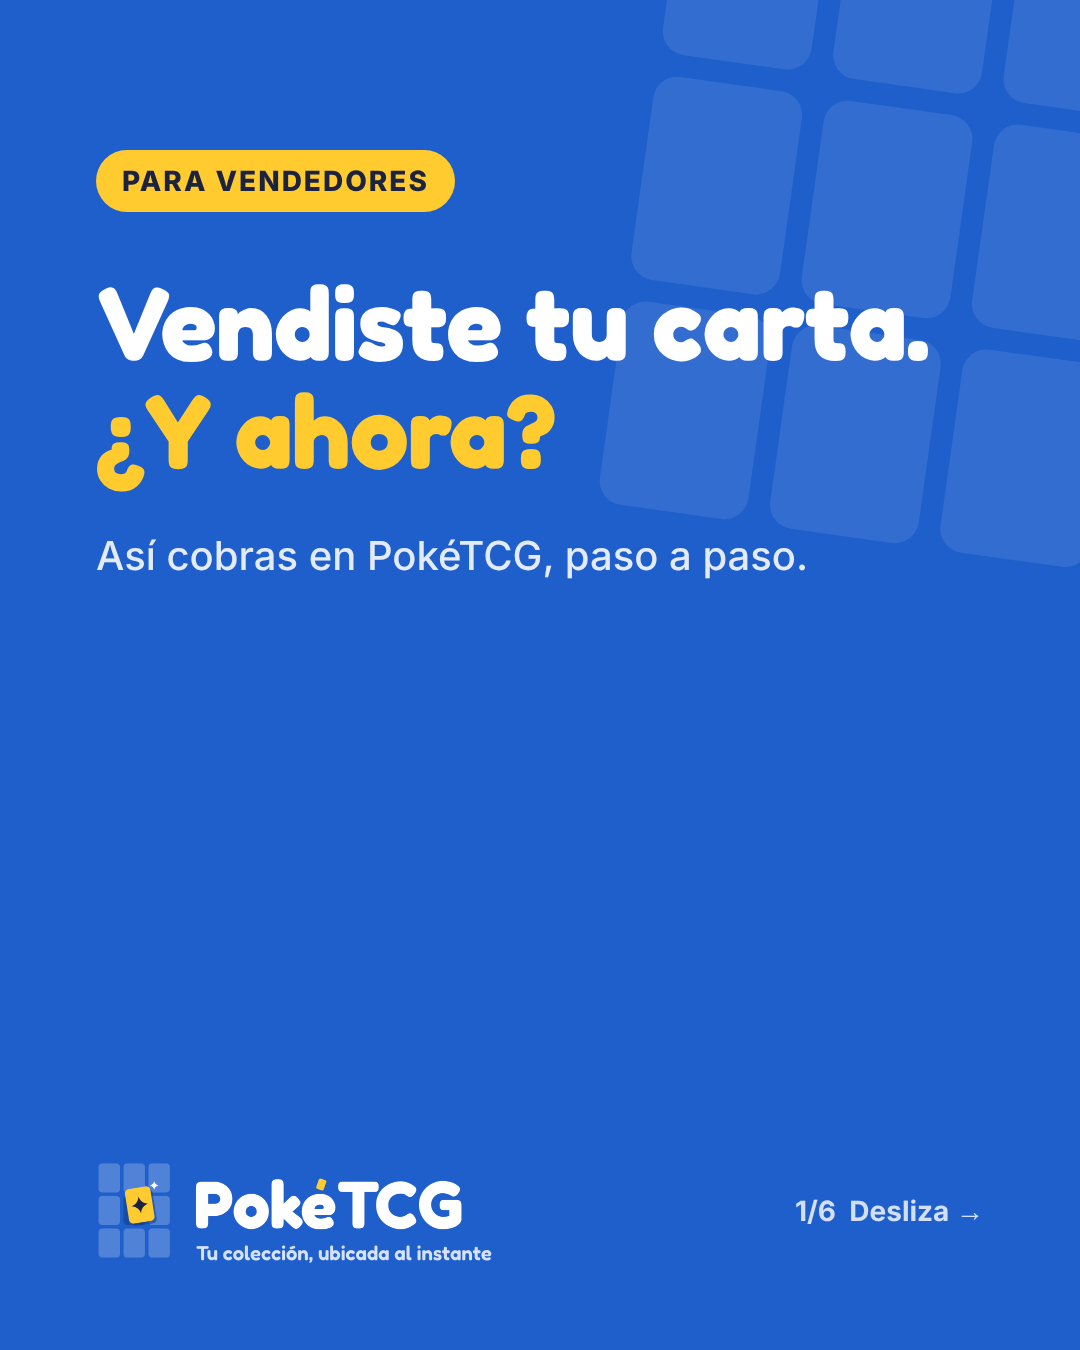 PARA VENDEDORES
Vendiste tu carta.
¿Y ahora?
Así cobras en PokéTCG, paso a paso.
PokéTCG
Tu colección, ubicada al instante
1/6 Desliza →